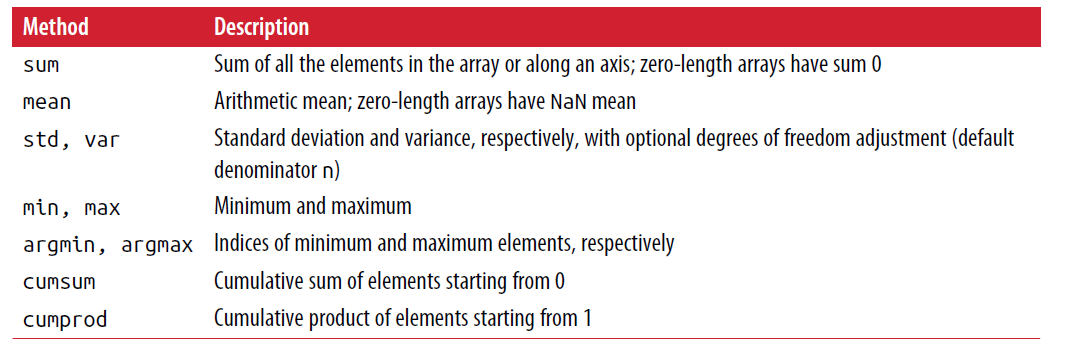 Method Description
sum Sum of all the elements in the array or along an axis; zero-length arrays have sum 0
mean Arithmetic mean; zero-length arrays have NaN mean
std, var Standard deviation and variance, respectively, with optional degrees of freedom adjustment (default
denominator n)
min, max Minimum and maximum
argmin, argmax Indices of minimum and maximum elements, respectively
cumsum Cumulative sum of elements starting from 0
cumprod Cumulative product of elements starting from 1